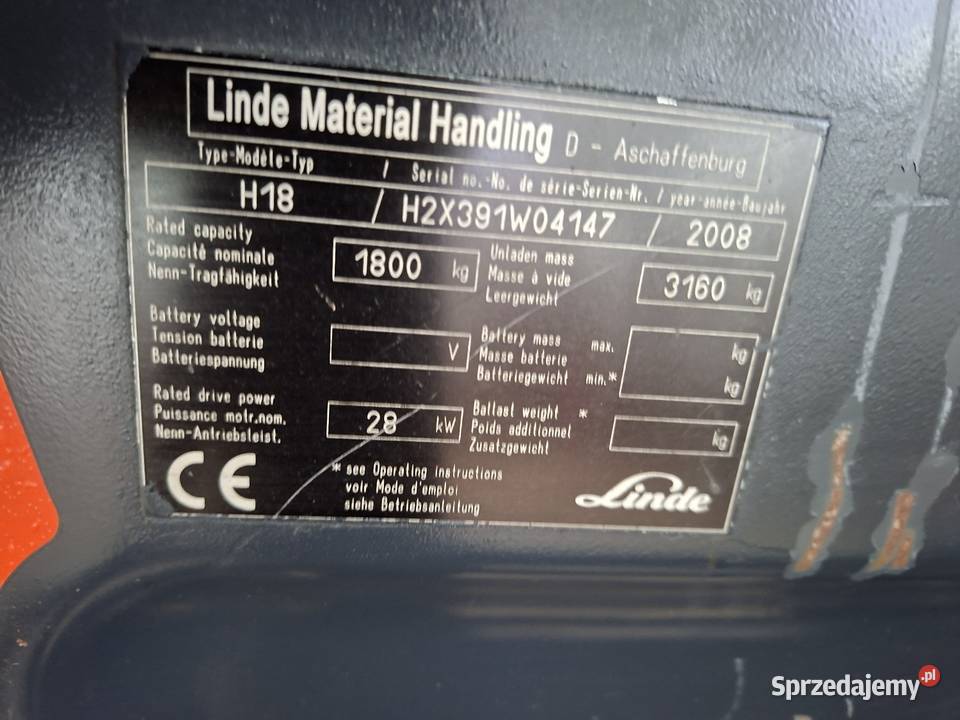 Linde Material Handling D - Aschaffenburg
Type-Modèle-Typ / Serial no.-No. de série-Serien-Nr. / year-année-Baujahr
H18 / H2X391W04147 / 2008
Rated capacity
Capacité nominale
Nenn-Tragfähigkeit
1800 kg
Unladen mass
Masse à vide
Leergewicht
3160 kg
Battery voltage
Tension batterie
Batteriespannung
V
Battery mass max. kg
Masse batterie
Batteriegewicht min.* kg
Rated drive power
Puissance motr.nom.
Nenn-Antriebsleist.
28 kW
Ballast weight *
Poids additionnel
Zusatzgewicht
kg
CE
* see Operating instructions
voir Mode d'emploi
siehe Betriebsanleitung
Linde
Sprzedajemy.pl